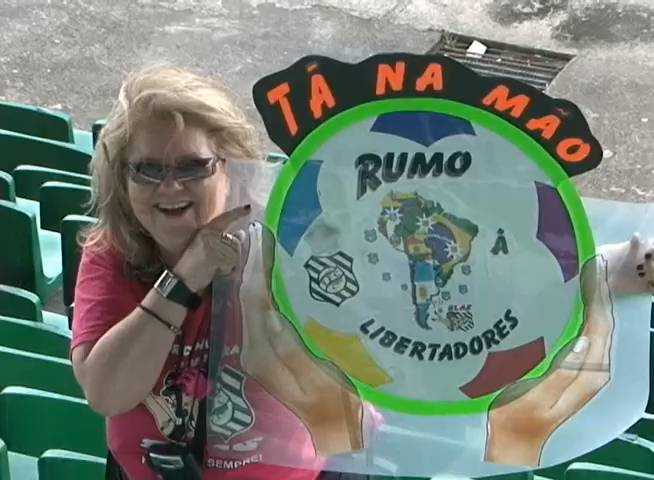 TÁ NA MÃO
RUMO
À
LIBERTADORES
SEMPRE!